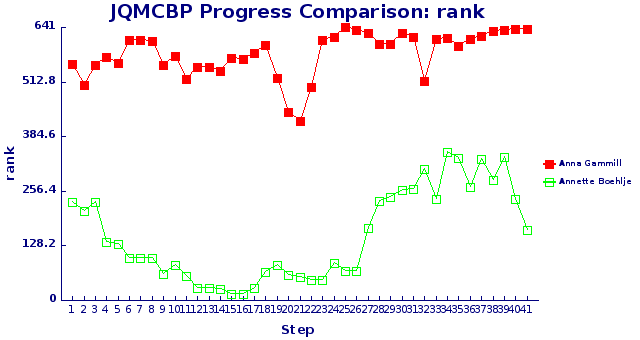 JQMCBP Progress Comparison: rank
641
512.8
384.6
256.4
128.2
0
rank
1 2 3 4 5 6 7 8 9 10 11 12 13 14 15 16 17 18 19 20 21 22 23 24 25 26 27 28 29 30 31 32 33 34 35 36 37 38 39 40 41
Step
Anna Gammill
Annette Boehlje